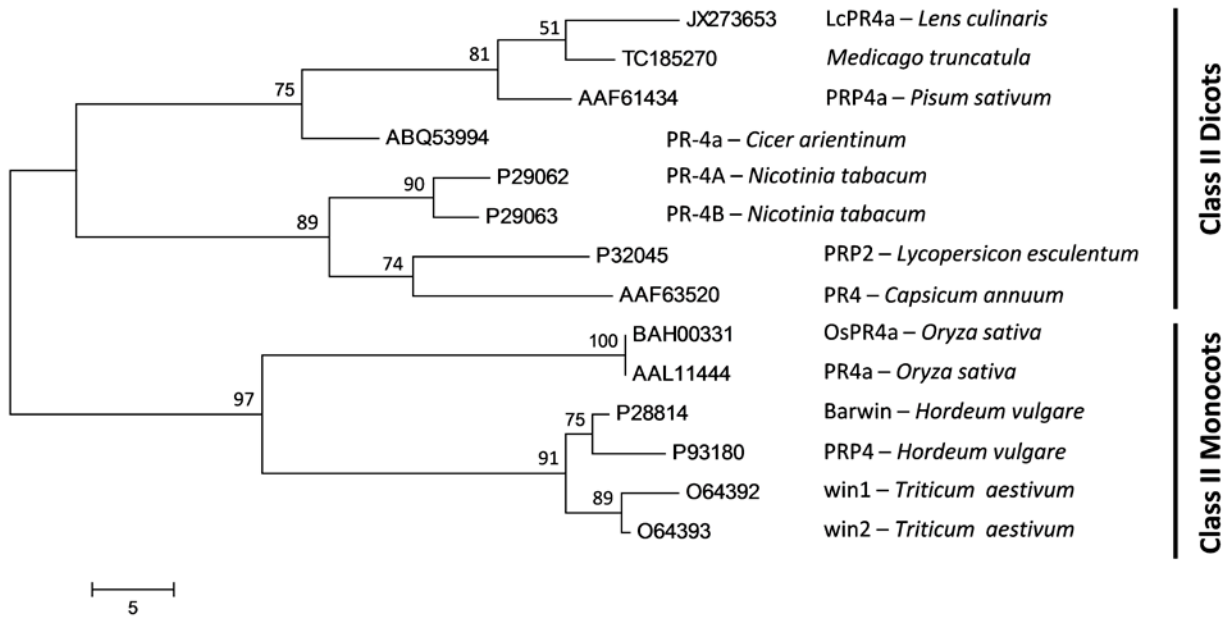 JX273653 LcPR4a – Lens culinaris
51
TC185270 Medicago truncatula
81
AAF61434 PRP4a – Pisum sativum
75
ABQ53994 PR-4a – Cicer arientinum
P29062 PR-4A – Nicotinia tabacum
90
P29063 PR-4B – Nicotinia tabacum
89
P32045 PRP2 – Lycopersicon esculentum
74
AAF63520 PR4 – Capsicum annuum
Class II Dicots
BAH00331 OsPR4a – Oryza sativa
100
AAL11444 PR4a – Oryza sativa
97
P28814 Barwin – Hordeum vulgare
75
P93180 PRP4 – Hordeum vulgare
91
O64392 win1 – Triticum aestivum
89
O64393 win2 – Triticum aestivum
Class II Monocots
5